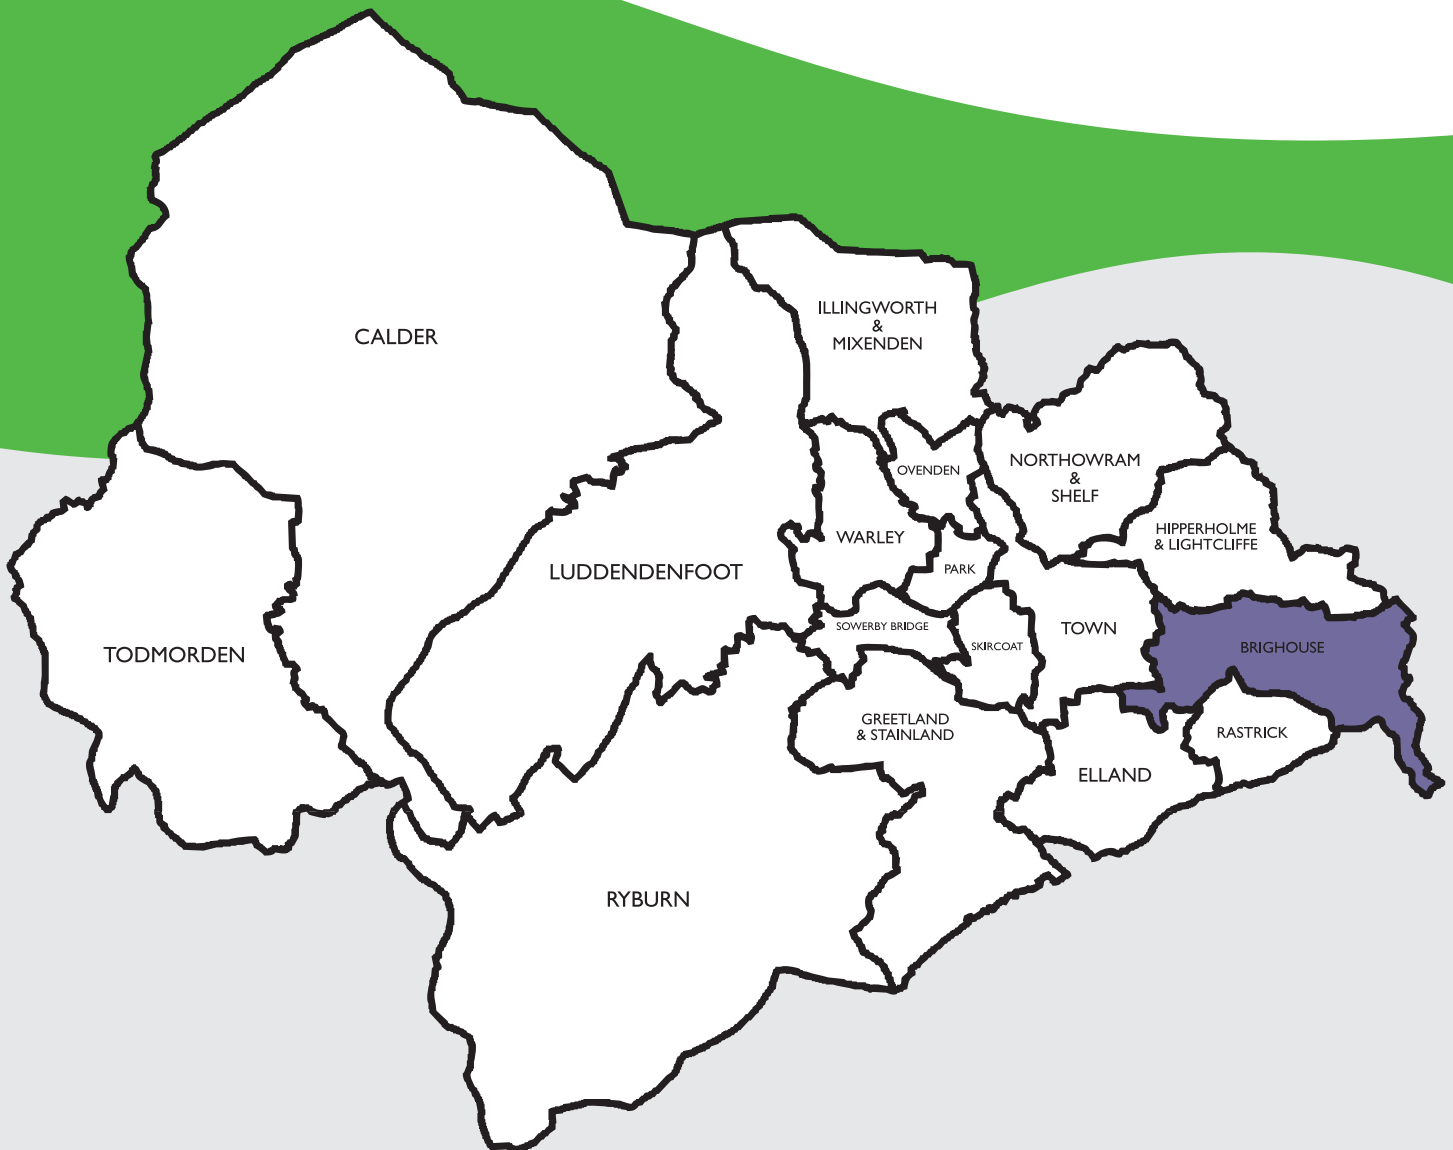 ILLINGWORTH
&
MIXENDEN
CALDER
NORTHOWRAM
&
SHELF
OVENDEN
HIPPERHOLME
& LIGHTCLIFFE
WARLEY
PARK
LUDDENDENFOOT
SOWERBY BRIDGE
TOWN
SKIRCOAT
BRIGHOUSE
TODMORDEN
GREETLAND
& STAINLAND
RASTRICK
ELLAND
RYBURN